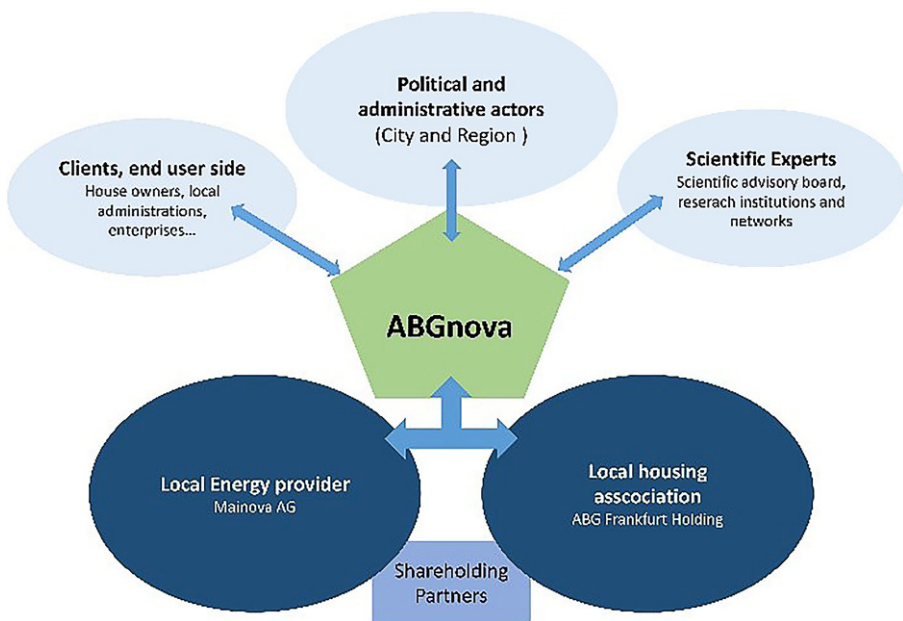 Political and
administrative actors
(City and Region )
Clients, end user side
House owners, local
administrations,
enterprises...
Scientific Experts
Scientific advisory board,
reserach institutions and
networks
ABGnova
Local Energy provider
Mainova AG
Local housing
asscociation
ABG Frankfurt Holding
Shareholding
Partners